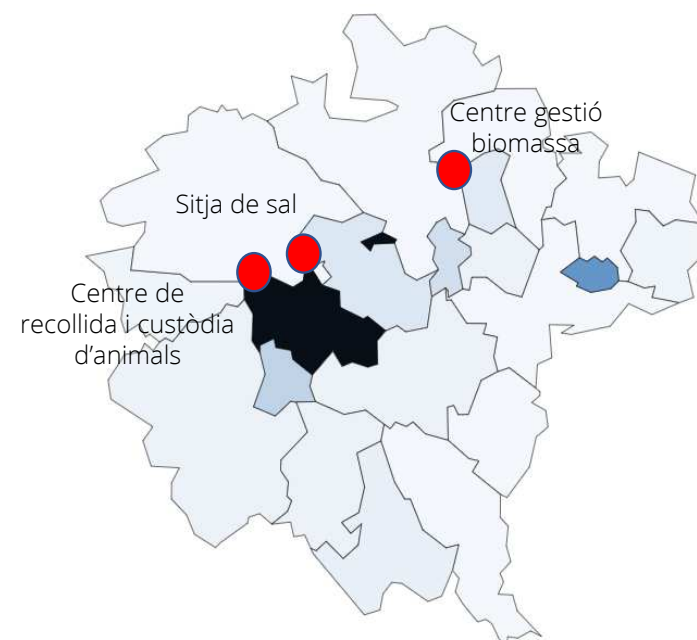 Centre gestió
biomassa
Sitja de sal
Centre de
recollida i custòdia
d’animals